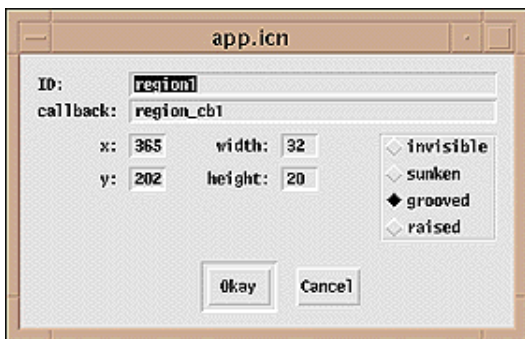 app.icn
ID: region1
callback: region_cb1
x: 365 width: 32 invisible
y: 202 height: 20 sunken
grooved
raised
Okay Cancel